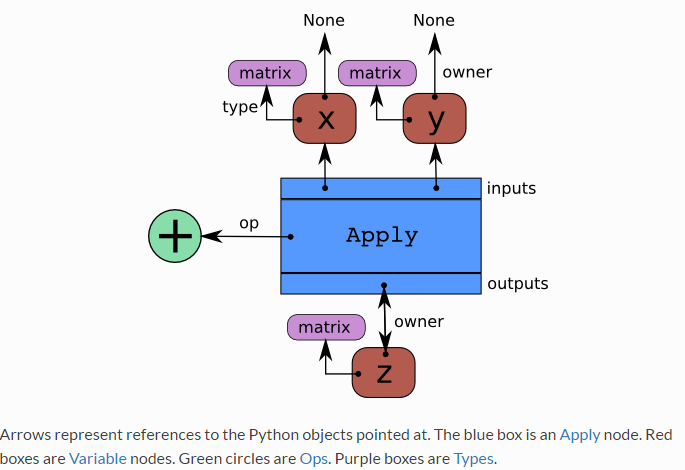 None None
matrix matrix owner
type
x y
inputs
op Apply
+
outputs
owner
matrix
z
Arrows represent references to the Python objects pointed at. The blue box is an Apply node. Red
boxes are Variable nodes. Green circles are Ops. Purple boxes are Types.